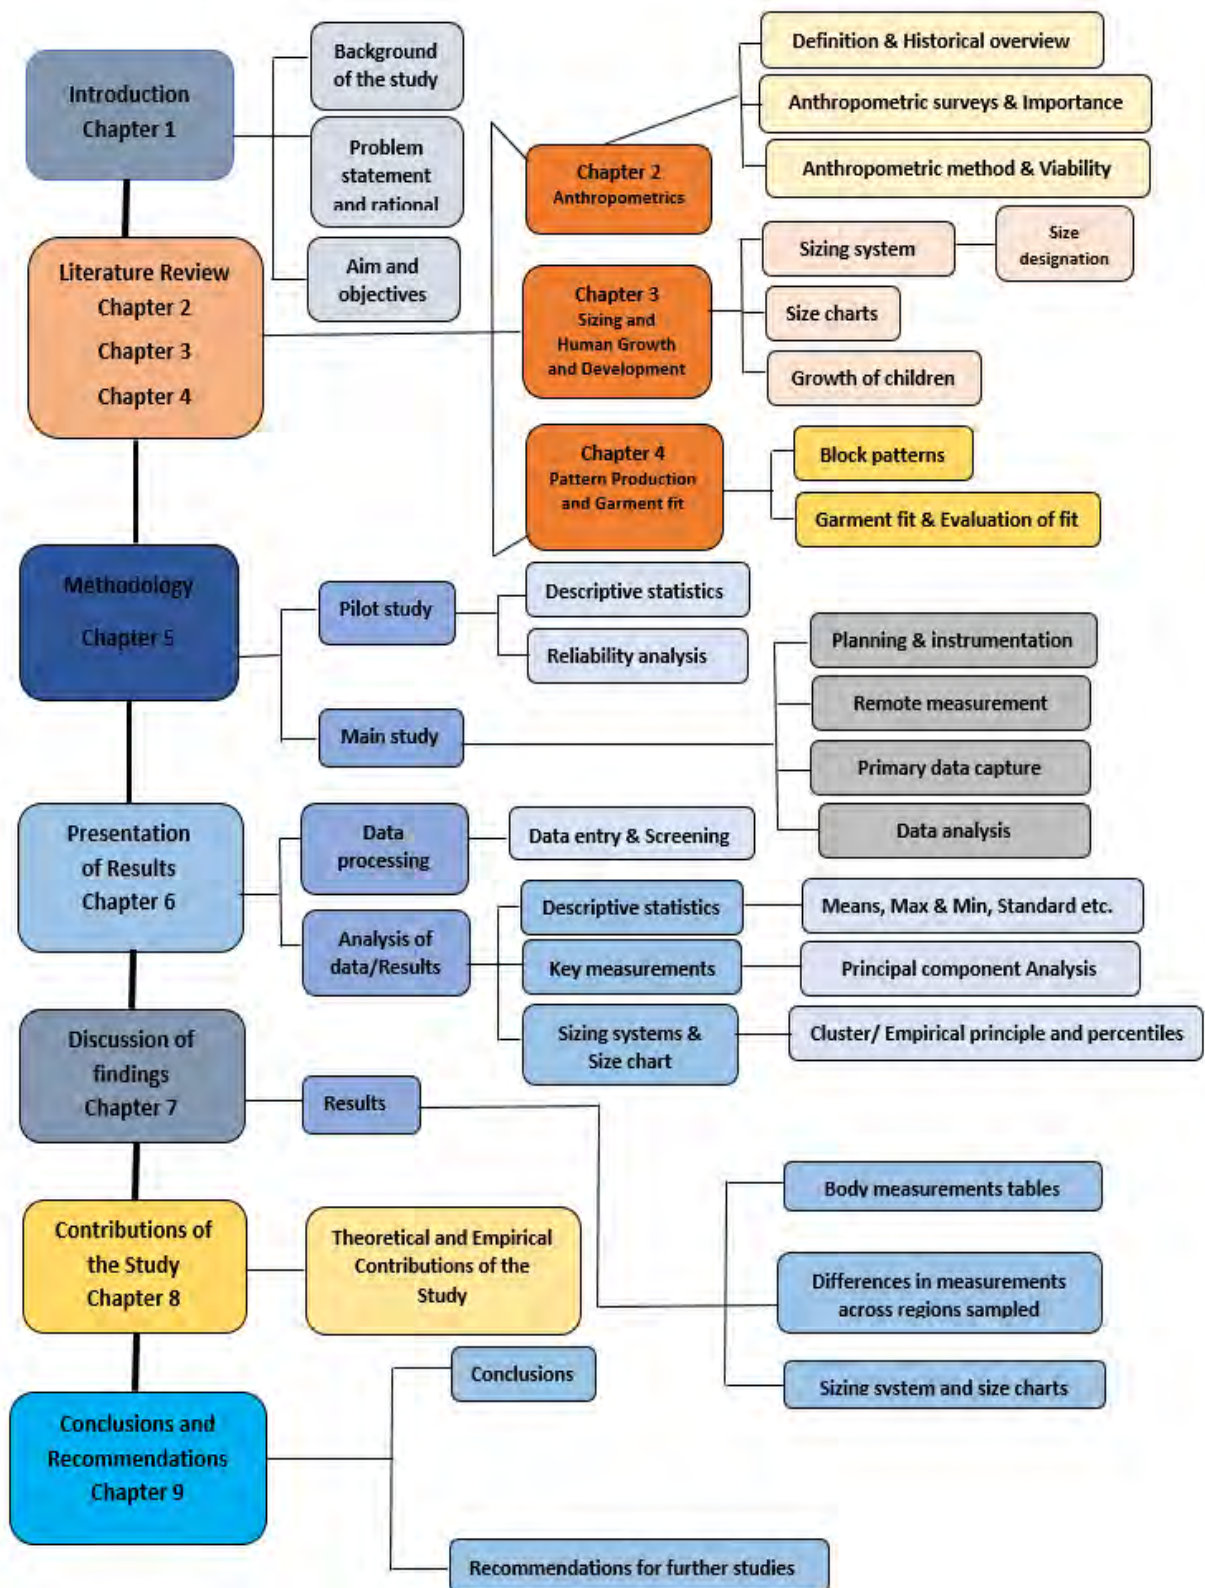 Introduction
Chapter 1
Background
of the study
Problem
statement
and rational
Aim and
objectives
Literature Review
Chapter 2
Chapter 3
Chapter 4
Chapter 2
Anthropometrics
Definition & Historical overview
Anthropometric surveys & Importance
Anthropometric method & Viability
Chapter 3
Sizing and
Human Growth
and Development
Sizing system
Size
designation
Size charts
Growth of children
Chapter 4
Pattern Production
and Garment fit
Block patterns
Garment fit & Evaluation of fit
Methodology
Chapter 5
Pilot study
Descriptive statistics
Reliability analysis
Main study
Planning & instrumentation
Remote measurement
Primary data capture
Data analysis
Presentation
of Results
Chapter 6
Data
processing
Data entry & Screening
Analysis of
data/Results
Descriptive statistics
Means, Max & Min, Standard etc.
Key measurements
Principal component Analysis
Sizing systems &
Size chart
Cluster/ Empirical principle and percentiles
Discussion of
findings
Chapter 7
Results
Body measurements tables
Differences in measurements
across regions sampled
Sizing system and size charts
Contributions of
the Study
Chapter 8
Theoretical and Empirical
Contributions of the
Study
Conclusions and
Recommendations
Chapter 9
Conclusions
Recommendations for further studies